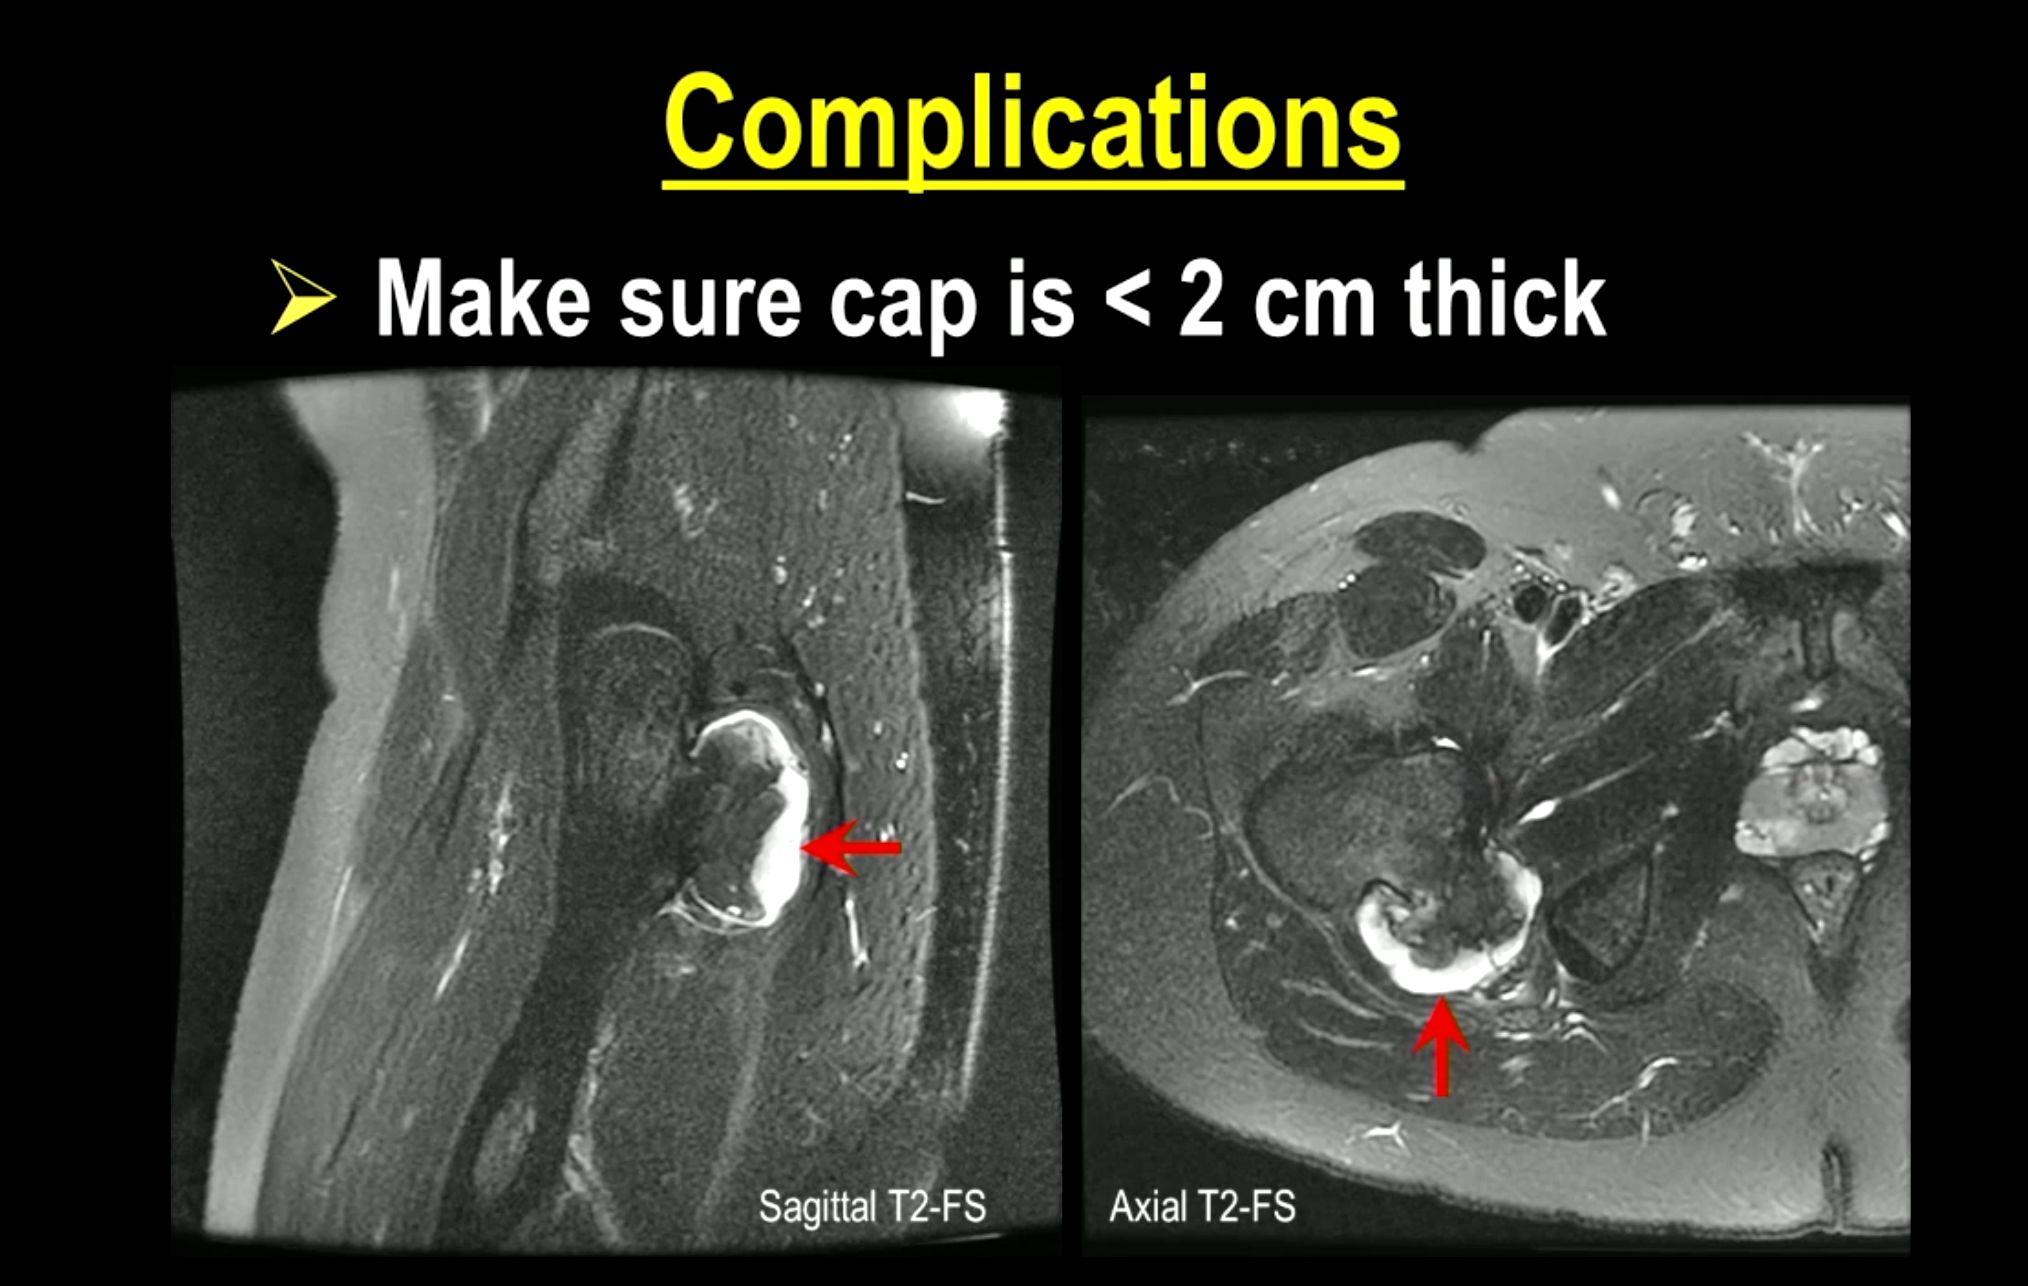 Complications
Make sure cap is < 2 cm thick
Sagittal T2-FS
Axial T2-FS